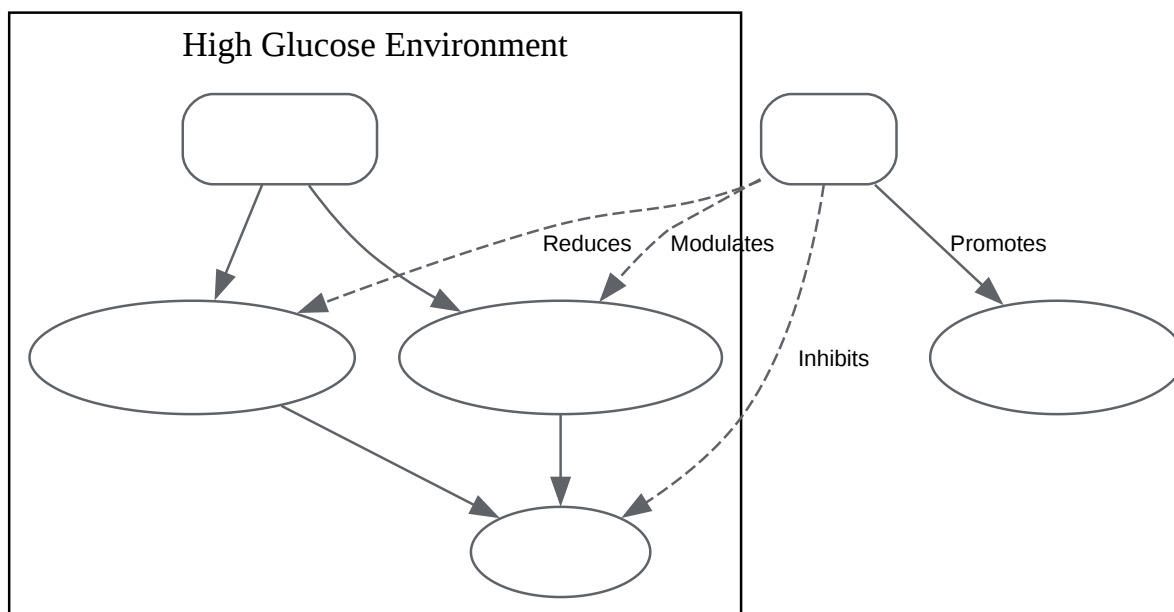 High Glucose Environment
Reduces
Modulates
Promotes
Inhibits